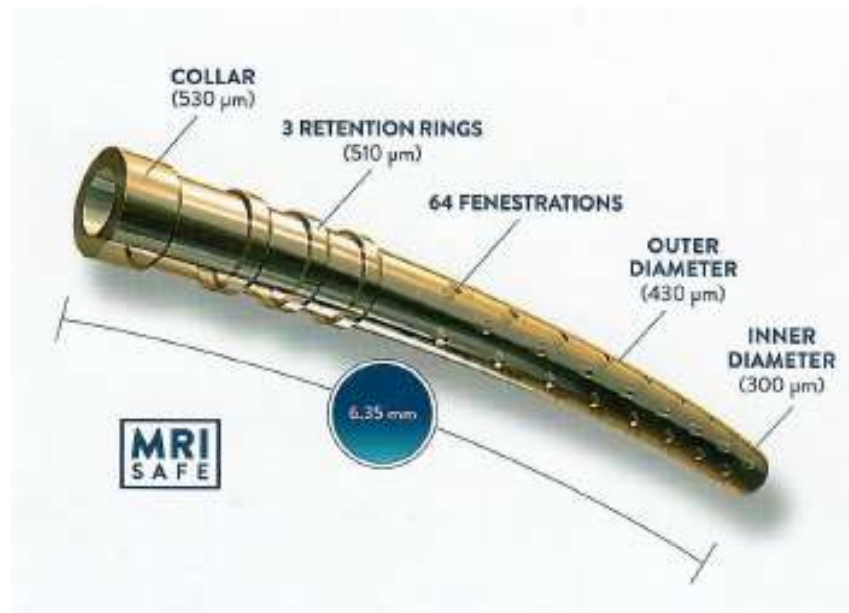 COLLAR
(530 µm)
3 RETENTION RINGS
(510 µm)
64 FENESTRATIONS
OUTER
DIAMETER
(430 µm)
INNER
DIAMETER
(300 µm)
6.35 mm
MRI
SAFE